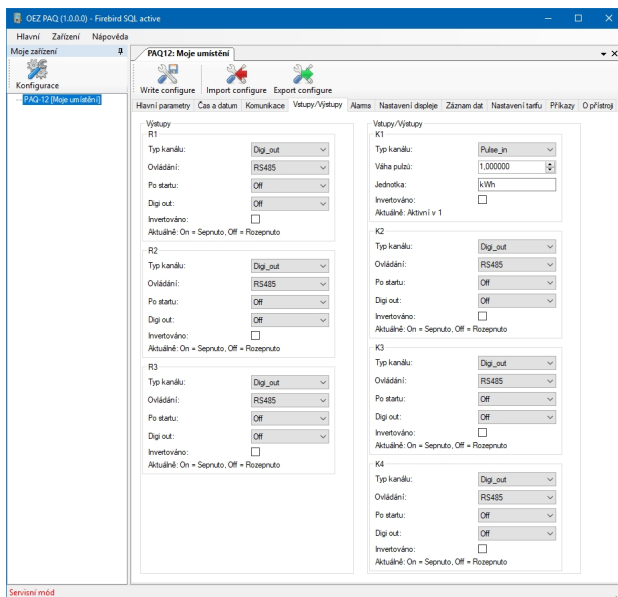 OEZ PAQ (1.0.0.0) - Firebird SQL active
Hlavní Zařízení Nápověda
Moje zařízení
Konfigurace
PAQ-12 [Moje umístění]
PAQ12: Moje umístění
Write configure Import configure Export configure
Hlavní parametry Čas a datum Komunikace Vstupy/Výstupy Alarms Nastavení displeje Záznam dat Nastavení tarfu Příkazy O přístroji
Výstupy
R1
Typ kanálu: Digi_out
Ovládání: RS485
Po startu: Off
Digi out: Off
Invertováno:
Aktuálně: On = Sepnuto, Off = Rozepnuto
R2
Typ kanálu: Digi_out
Ovládání: RS485
Po startu: Off
Digi out: Off
Invertováno:
Aktuálně: On = Sepnuto, Off = Rozepnuto
R3
Typ kanálu: Digi_out
Ovládání: RS485
Po startu: Off
Digi out: Off
Invertováno:
Aktuálně: On = Sepnuto, Off = Rozepnuto
Vstupy/Výstupy
K1
Typ kanálu: Pulse_in
Váha pulzů: 1,000000
Jednotka: kWh
Invertováno:
Aktuálně: Aktivní v 1
K2
Typ kanálu: Digi_out
Ovládání: RS485
Po startu: Off
Digi out: Off
Invertováno:
Aktuálně: On = Sepnuto, Off = Rozepnuto
K3
Typ kanálu: Digi_out
Ovládání: RS485
Po startu: Off
Digi out: Off
Invertováno:
Aktuálně: On = Sepnuto, Off = Rozepnuto
K4
Typ kanálu: Digi_out
Ovládání: RS485
Po startu: Off
Digi out: Off
Invertováno:
Aktuálně: On = Sepnuto, Off = Rozepnuto
Servisní mód